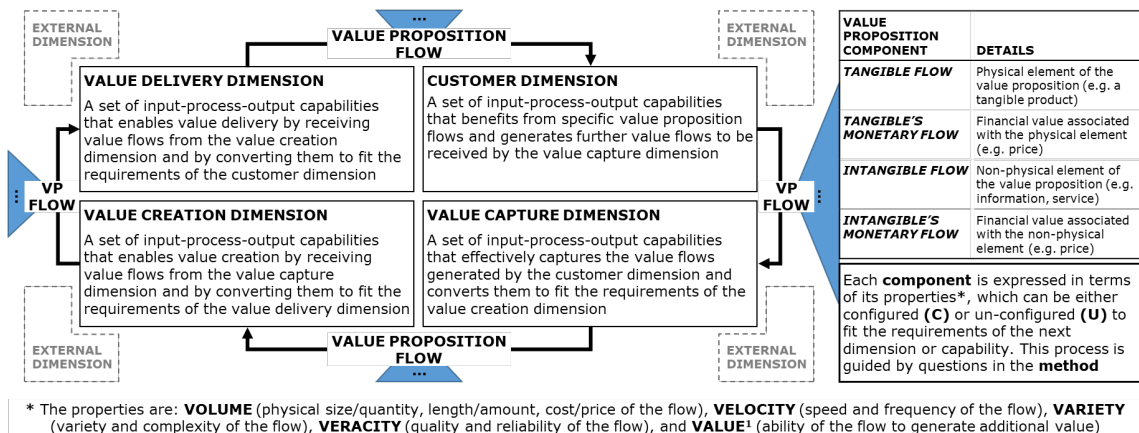 EXTERNAL
DIMENSION
...
VALUE PROPOSITION
FLOW
EXTERNAL
DIMENSION
VALUE DELIVERY DIMENSION
A set of input-process-output capabilities
that enables value delivery by receiving
value flows from the value creation
dimension and by converting them to fit the
requirements of the customer dimension
CUSTOMER DIMENSION
A set of input-process-output capabilities
that benefits from specific value proposition
flows and generates further value flows to be
received by the value capture dimension
...
VP
FLOW
VP
FLOW
...
VALUE CREATION DIMENSION
A set of input-process-output capabilities
that enables value creation by receiving
value flows from the value capture
dimension and by converting them to fit the
requirements of the value delivery dimension
VALUE CAPTURE DIMENSION
A set of input-process-output capabilities
that effectively captures the value flows
generated by the customer dimension and
converts them to fit the requirements of the
value creation dimension
EXTERNAL
DIMENSION
VALUE PROPOSITION
FLOW
...
EXTERNAL
DIMENSION
VALUE
PROPOSITION
COMPONENT
DETAILS
TANGIBLE FLOW
Physical element of the
value proposition (e.g. a
tangible product)
TANGIBLE'S
MONETARY FLOW
Financial value associated
with the physical element
(e.g. price)
INTANGIBLE FLOW
Non-physical element of
the value proposition (e.g.
information, service)
INTANGIBLE'S
MONETARY FLOW
Financial value associated
with the non-physical
element (e.g. price)
Each component is expressed in terms
of its properties*, which can be either
configured (C) or un-configured (U) to
fit the requirements of the next
dimension or capability. This process is
guided by questions in the method
* The properties are: VOLUME (physical size/quantity, length/amount, cost/price of the flow), VELOCITY (speed and frequency of the flow), VARIETY
(variety and complexity of the flow), VERACITY (quality and reliability of the flow), and VALUE¹ (ability of the flow to generate additional value)